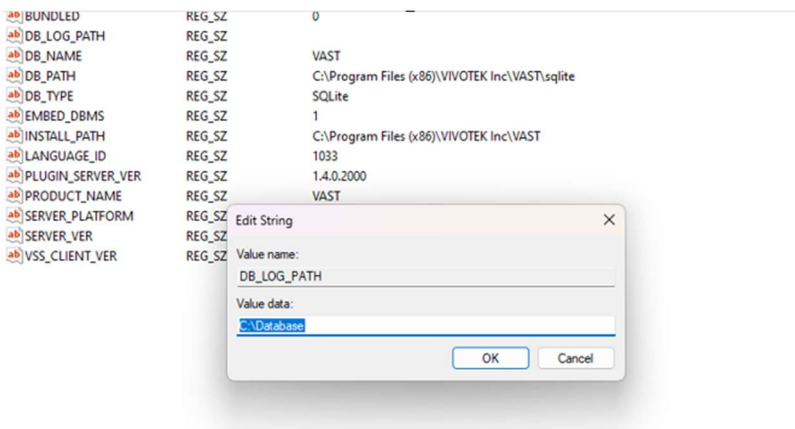 BUNDLED REG_SZ 0
DB_LOG_PATH REG_SZ
DB_NAME REG_SZ VAST
DB_PATH REG_SZ C:\Program Files (x86)\VIVOTEK Inc\VAST\sqlite
DB_TYPE REG_SZ SQLite
EMBED_DBMS REG_SZ 1
INSTALL_PATH REG_SZ C:\Program Files (x86)\VIVOTEK Inc\VAST
LANGUAGE_ID REG_SZ 1033
PLUGIN_SERVER_VER REG_SZ 1.4.0.2000
PRODUCT_NAME REG_SZ VAST
SERVER_PLATFORM REG_SZ
SERVER_VER REG_SZ
VSS_CLIENT_VER REG_SZ
Edit String
Value name:
DB_LOG_PATH
Value data:
C:\Database
OK Cancel